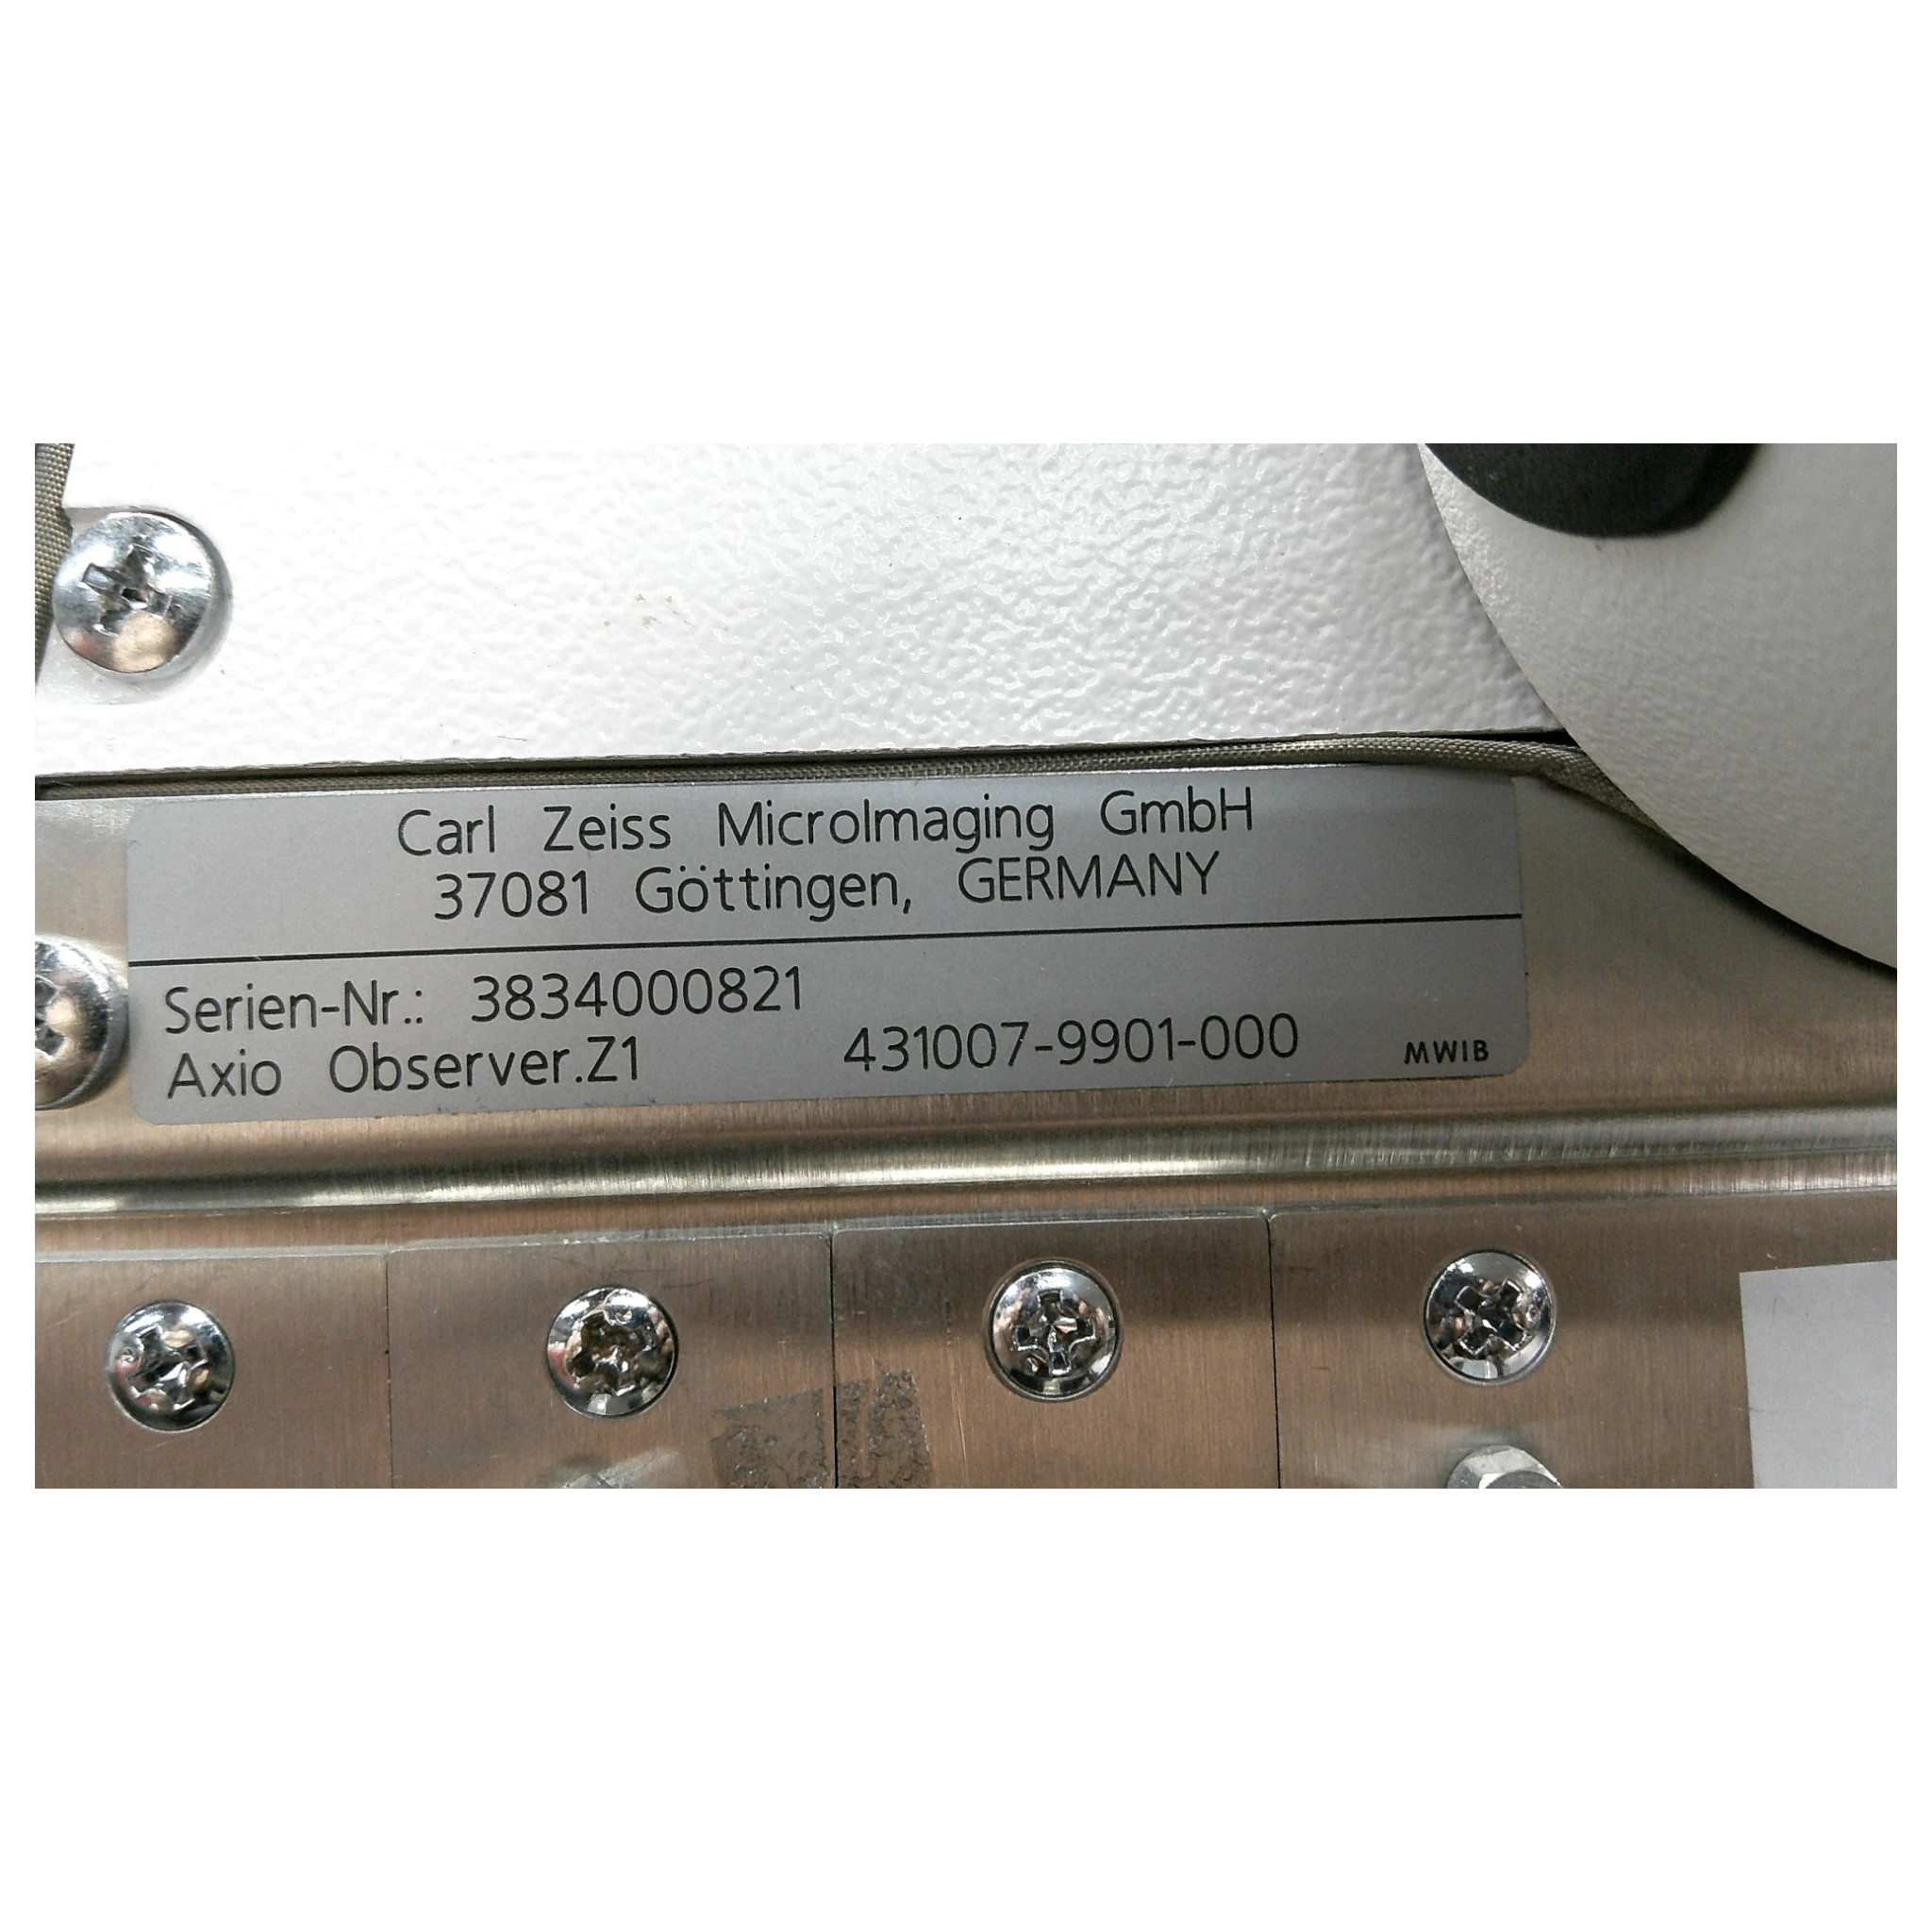 Carl Zeiss MicroImaging GmbH
37081 Göttingen, GERMANY
Serien-Nr.: 3834000821
Axio Observer.Z1 431007-9901-000 MWIB